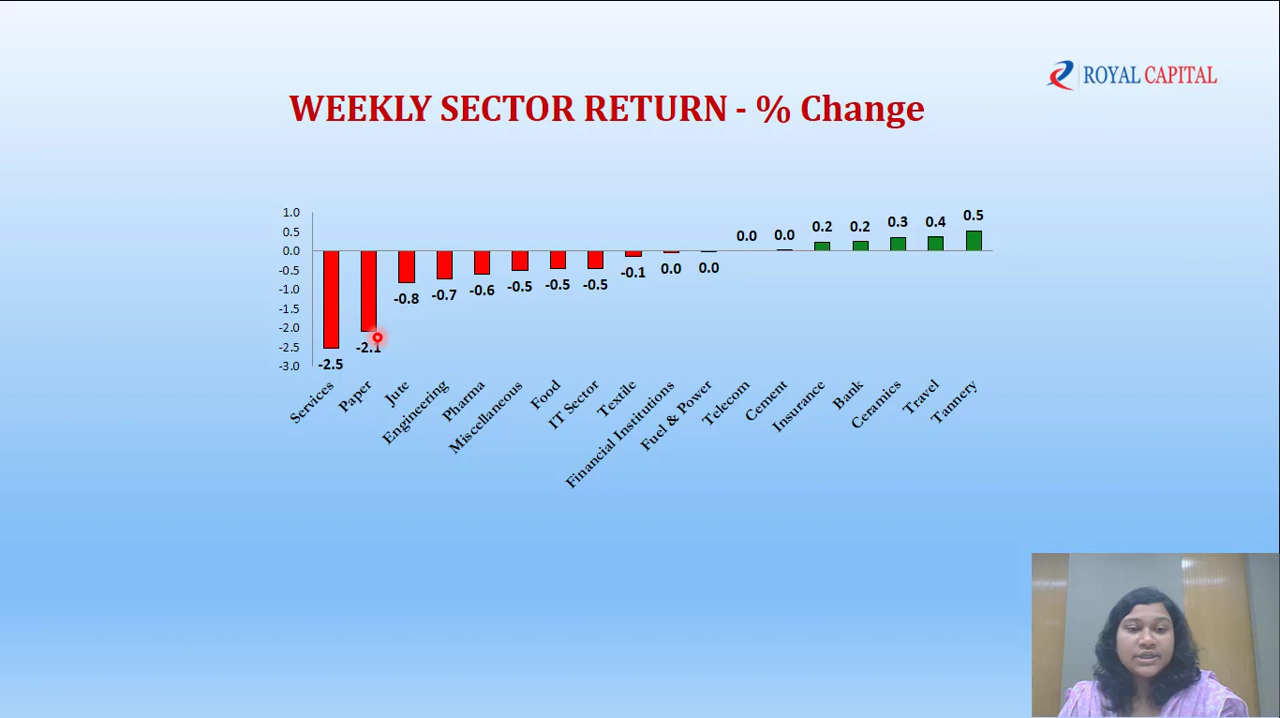 ROYAL CAPITAL
WEEKLY SECTOR RETURN - % Change
1.0
0.5
0.0
-0.5
-1.0
-1.5
-2.0
-2.5
-3.0
-2.5
-2.1
-0.8
-0.7
-0.6
-0.5
-0.5
-0.5
-0.1
0.0
0.0
0.0
0.0
0.2
0.2
0.3
0.4
0.5
Services
Paper
Jute
Engineering
Pharma
Miscellaneous
Food
IT Sector
Textile
Financial Institutions
Fuel & Power
Telecom
Cement
Insurance
Bank
Ceramics
Travel
Tannery